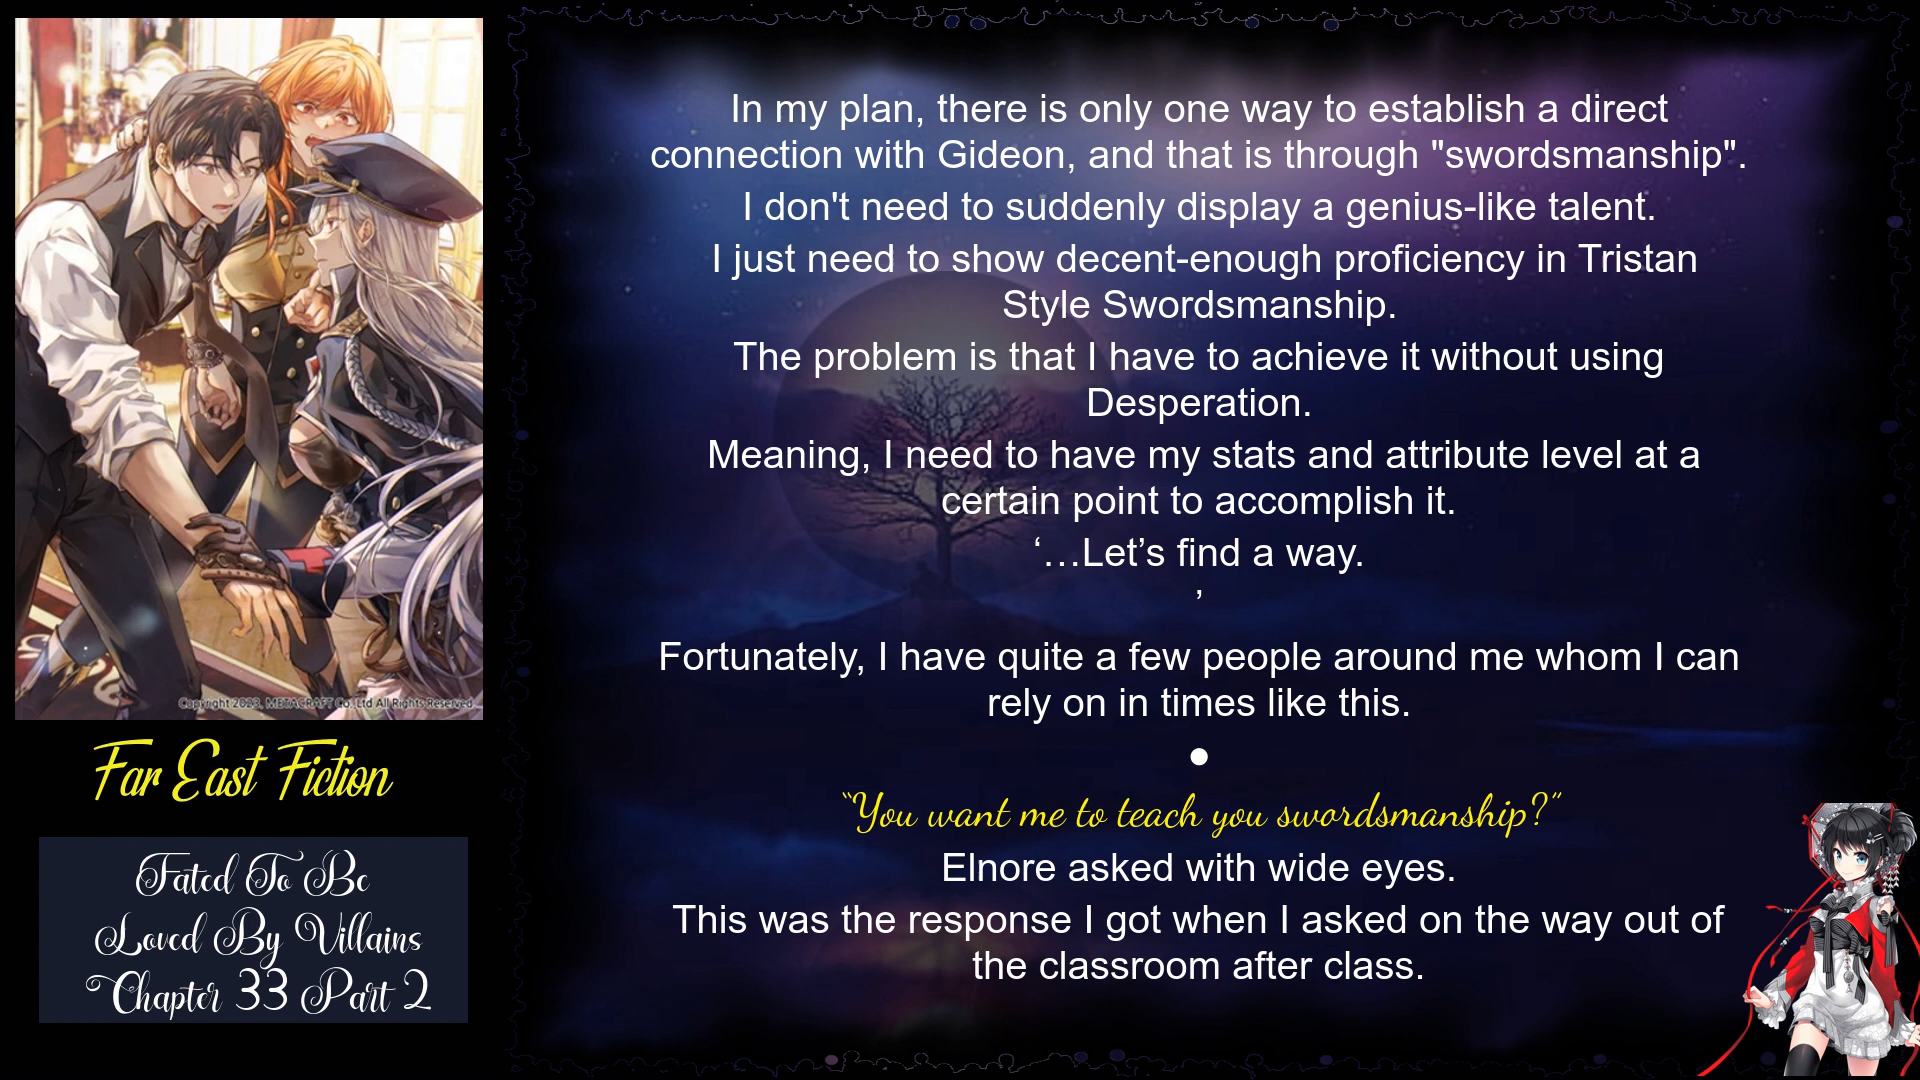 In my plan, there is only one way to establish a direct
connection with Gideon, and that is through "swordsmanship".
I don't need to suddenly display a genius-like talent.
I just need to show decent-enough proficiency in Tristan
Style Swordsmanship.
The problem is that I have to achieve it without using
Desperation.
Meaning, I need to have my stats and attribute level at a
certain point to accomplish it.
‘…Let’s find a way.
’
Fortunately, I have quite a few people around me whom I can
rely on in times like this.
●
“You want me to teach you swordsmanship?”
Elnore asked with wide eyes.
This was the response I got when I asked on the way out of
the classroom after class.
Copyright 2023, METACRAFT Co.,Ltd All Rights Reserved
Far East Fiction
Fated To Be
Loved By Villains
Chapter 33 Part 2